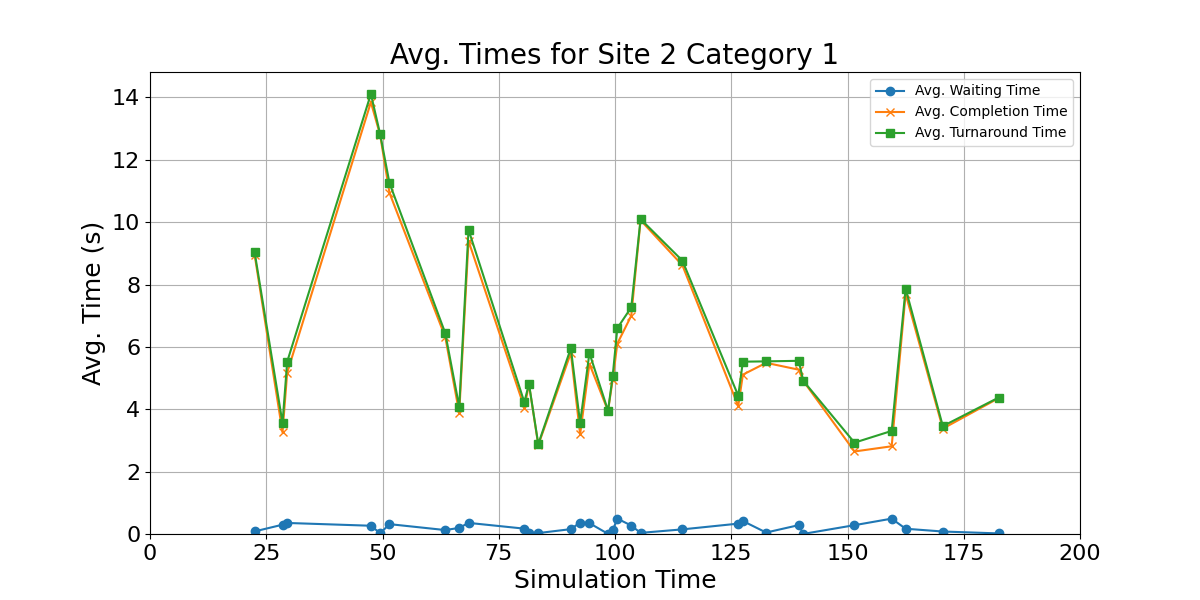 Avg. Times for Site 2 Category 1
Avg. Waiting Time
Avg. Completion Time
Avg. Turnaround Time
Avg. Time (s)
14
12
10
8
6
4
2
0
0 25 50 75 100 125 150 175 200
Simulation Time